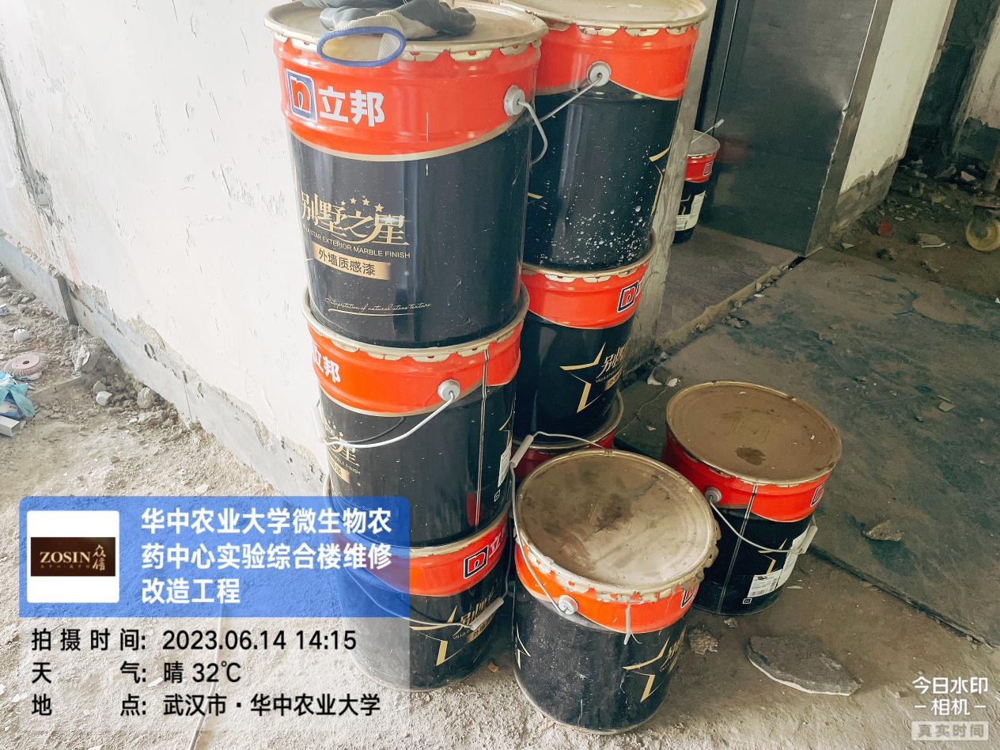 立邦
别墅之星
VILLA STAR EXTERIOR MARBLE FINISH
外墙质感漆
Interpretation of natural stone texture
立邦
星
立
别墅
ZOSIN 众信
华中农业大学微生物农
药中心实验综合楼维修
改造工程
拍摄时间: 2023.06.14 14:15
天气: 晴 32℃
地点: 武汉市·华中农业大学
今日水印
-相机-
真实时间